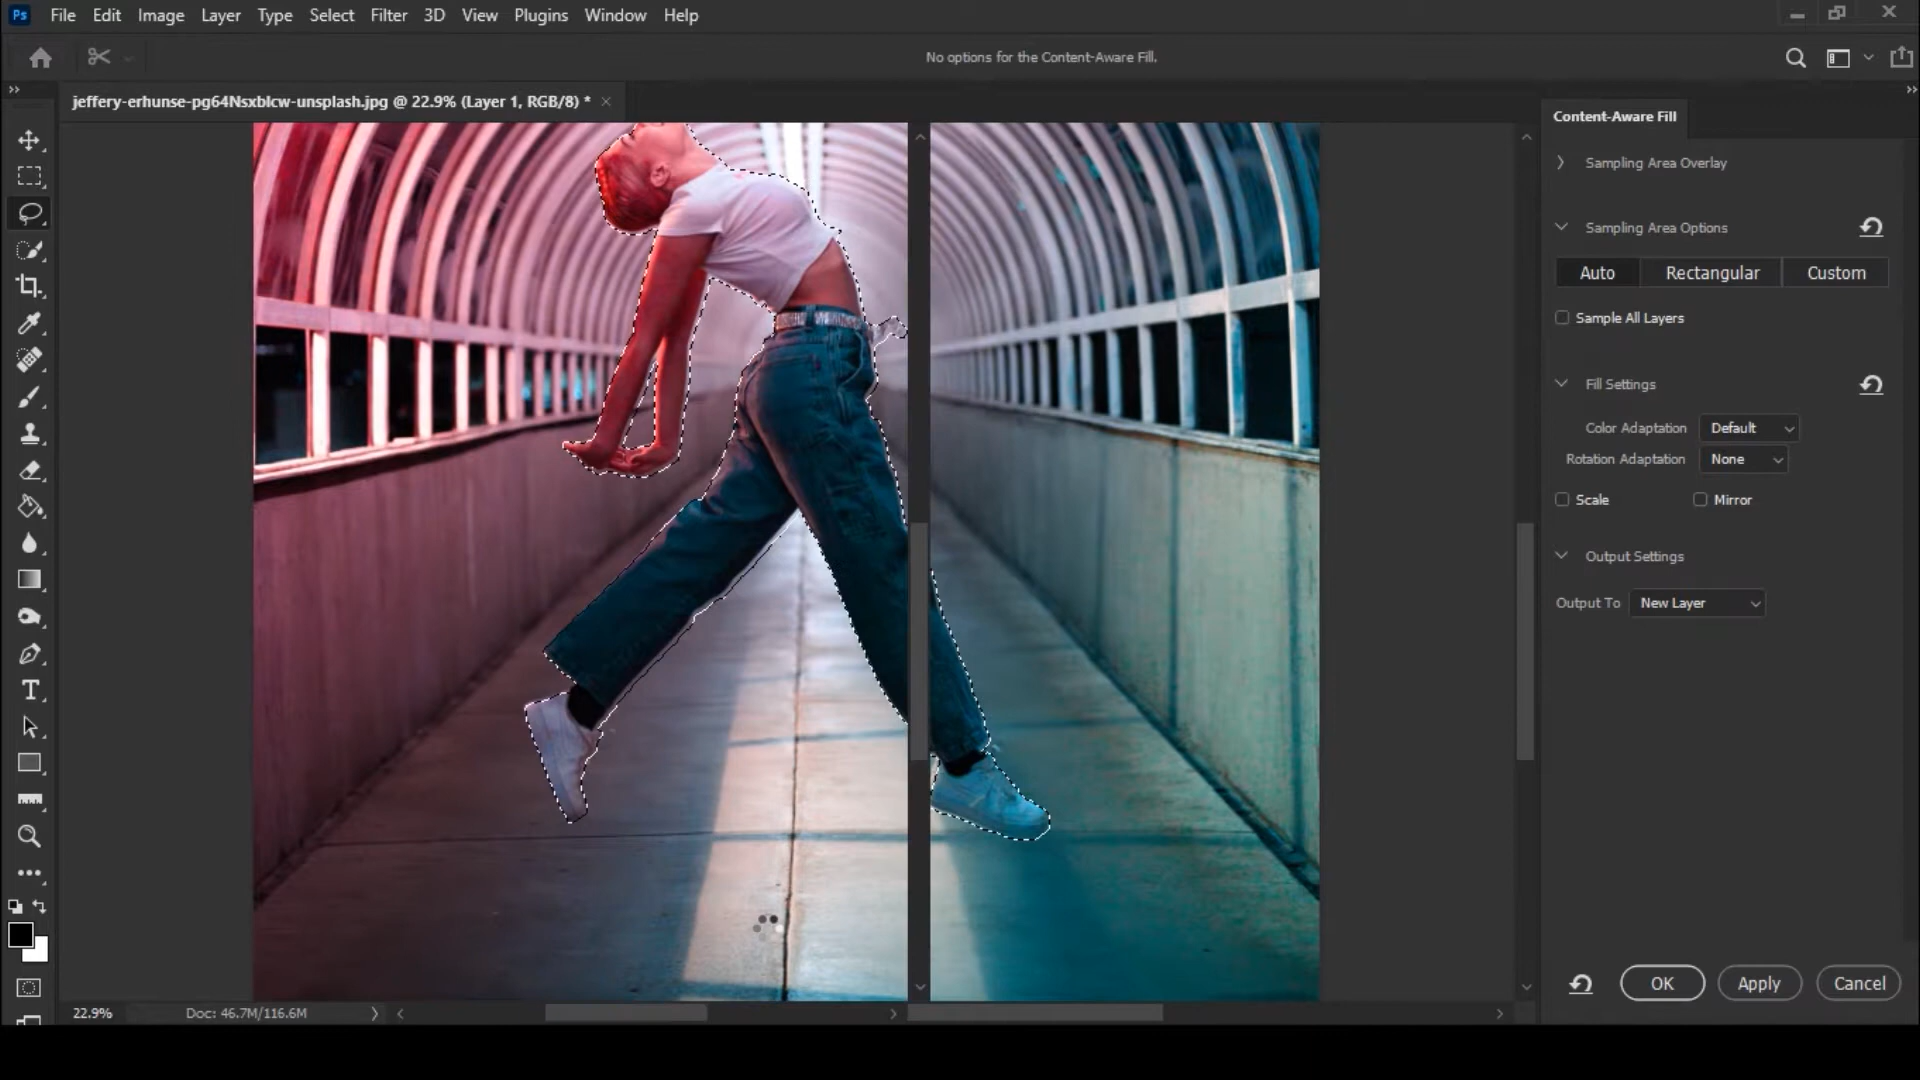 Ps File Edit Image Layer Type Select Filter 3D View Plugins Window Help
No options for the Content-Aware Fill.
jeffery-erhunse-pg64Nsxblcw-unsplash.jpg @ 22.9% (Layer 1, RGB/8) *
Content-Aware Fill
Sampling Area Overlay
Sampling Area Options
Auto Rectangular Custom
Sample All Layers
Fill Settings
Color Adaptation Default
Rotation Adaptation None
Scale Mirror
Output Settings
Output To New Layer
OK Apply Cancel
22.9% Doc: 46.7M/116.6M